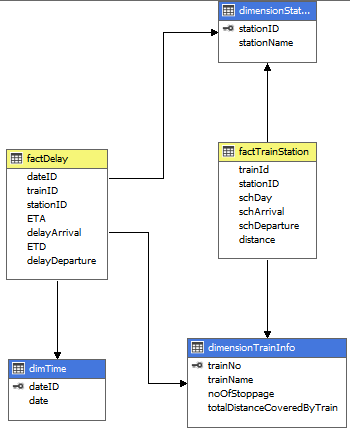 dimensionStat...
stationID
stationName
factDelay
dateID
trainID
stationID
ETA
delayArrival
ETD
delayDeparture
factTrainStation
trainId
stationID
schDay
schArrival
schDeparture
distance
dimTime
dateID
date
dimensionTrainInfo
trainNo
trainName
noOfStoppage
totalDistanceCoveredByTrain